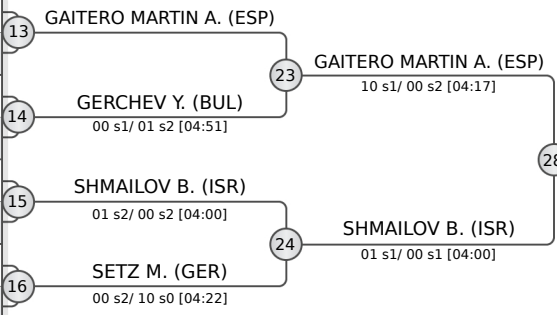 GAITERO MARTIN A. (ESP)
13
GAITERO MARTIN A. (ESP)
23
10 s1/ 00 s2 [04:17]
GERCHEV Y. (BUL)
14
00 s1/ 01 s2 [04:51]
28
SHMAILOV B. (ISR)
15
01 s2/ 00 s2 [04:00]
SHMAILOV B. (ISR)
24
01 s1/ 00 s1 [04:00]
SETZ M. (GER)
16
00 s2/ 10 s0 [04:22]